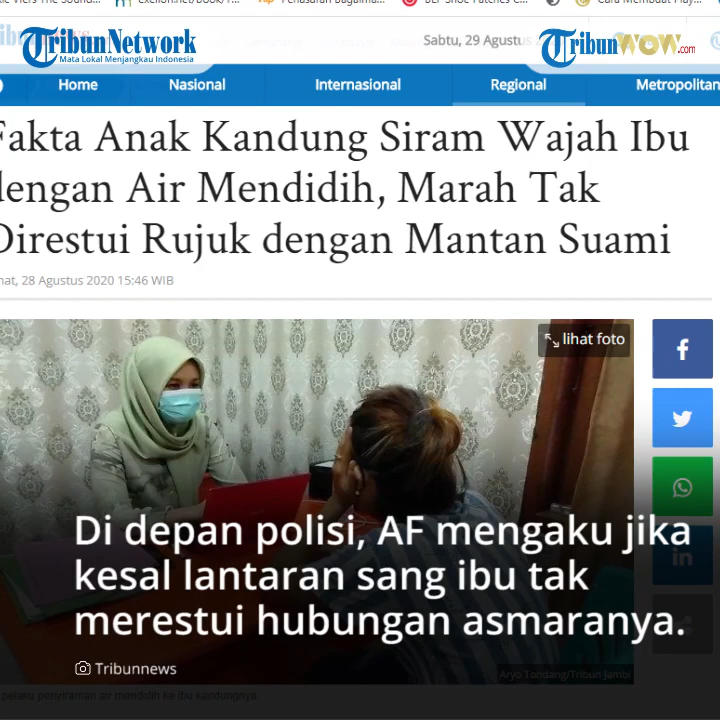 TribunNetwork
Mata Lokal Menjangkau Indonesia
Sabtu, 29 Agustus
TribunWOW.com
Home Nasional Internasional Regional Metropolitan
Fakta Anak Kandung Siram Wajah Ibu
dengan Air Mendidih, Marah Tak
Direstui Rujuk dengan Mantan Suami
28 Agustus 2020 15:46 WIB
lihat foto
Di depan polisi, AF mengaku jika
kesal lantaran sang ibu tak
merestui hubungan asmaranya.
Tribunnews
Aryo Tondang/Tribun Jambi
pelaku penyiraman air mendidih ke ibu kandungnya.